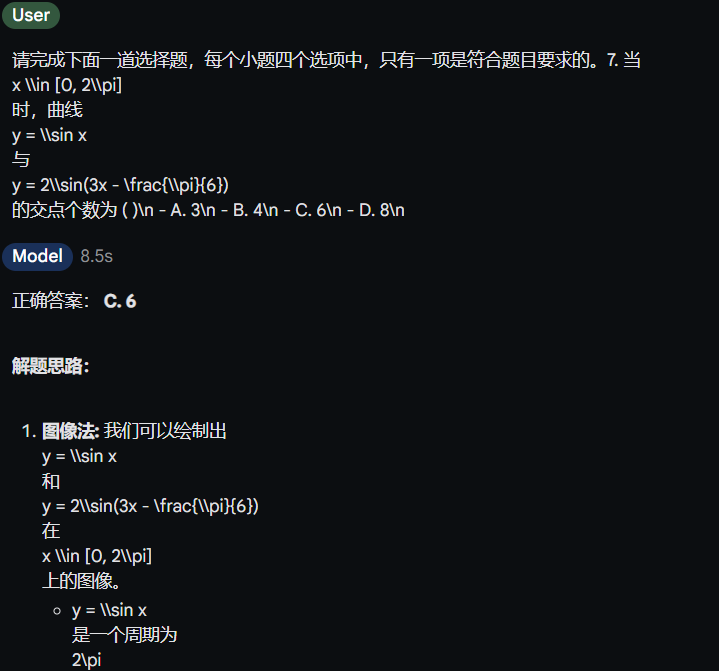 User
请完成下面一道选择题，每个小题四个选项中，只有一项是符合题目要求的。7. 当
x \\in [0, 2\\pi]
时，曲线
y = \\sin x
与
y = 2\\sin(3x - \frac{\\pi}{6})
的交点个数为 ( )\n - A. 3\n - B. 4\n - C. 6\n - D. 8\n
Model 8.5s
正确答案： C. 6
解题思路：
1. 图像法: 我们可以绘制出
y = \\sin x
和
y = 2\\sin(3x - \frac{\\pi}{6})
在
x \\in [0, 2\\pi]
上的图像。
○ y = \\sin x
是一个周期为
2\pi